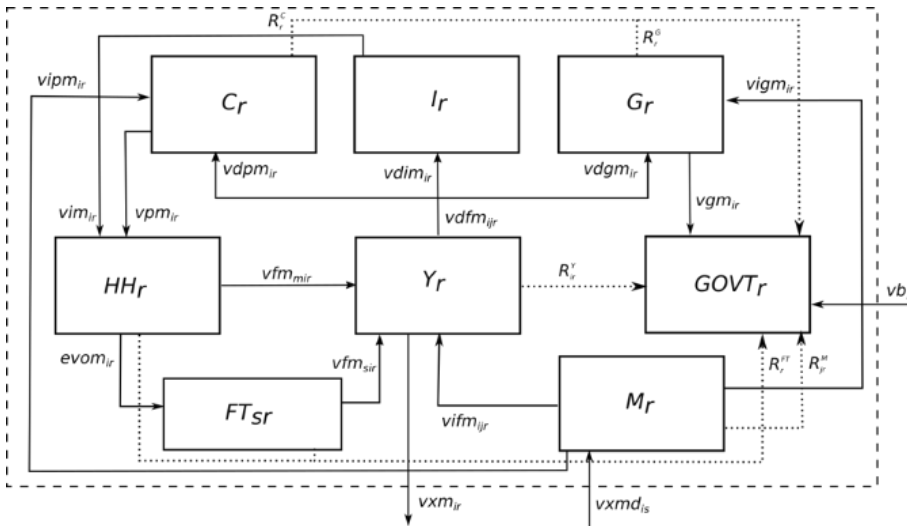 R_r^C
R_r^G
vipm_ir
C_r
I_r
G_r
vigm_ir
vdpm_ir
vdim_ir
vdgm_ir
vim_ir
vpm_ir
vdfm_ijr
vgm_ir
HH_r
vfm_mir
Y_r
R_ir^Y
GOVT_r
vb
evom_ir
vfm_sir
R_r^FT
R_jr^M
FT_sr
vifm_ijr
M_r
vxm_ir
vxmd_is